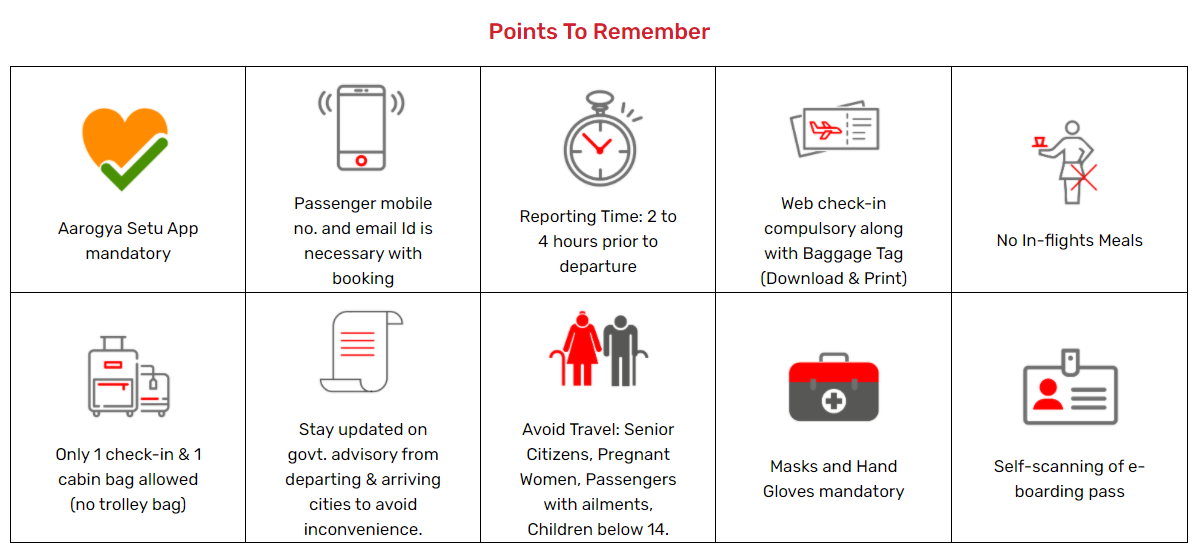 Points To Remember
Aarogya Setu App
mandatory
Passenger mobile
no. and email Id is
necessary with
booking
Reporting Time: 2 to
4 hours prior to
departure
Web check-in
compulsory along
with Baggage Tag
(Download & Print)
No In-flights Meals
Only 1 check-in & 1
cabin bag allowed
(no trolley bag)
Stay updated on
govt. advisory from
departing & arriving
cities to avoid
inconvenience.
Avoid Travel: Senior
Citizens, Pregnant
Women, Passengers
with ailments,
Children below 14.
Masks and Hand
Gloves mandatory
Self-scanning of e-
boarding pass